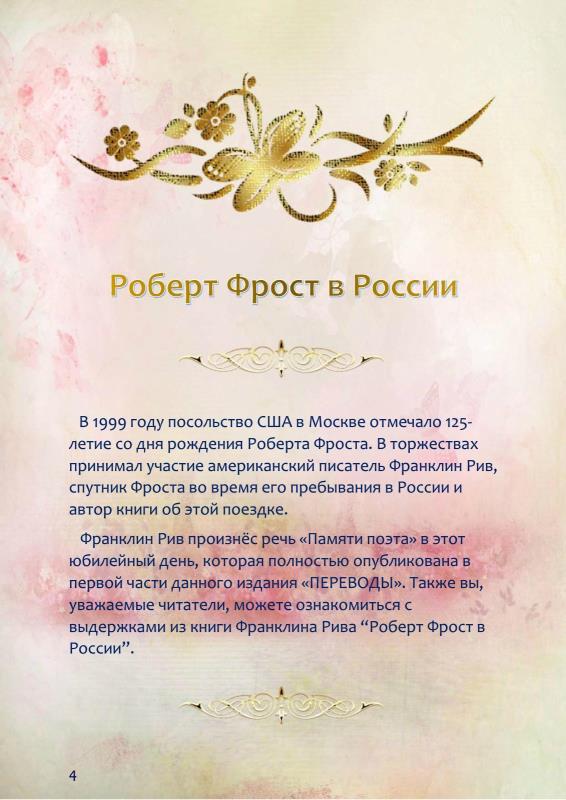 Роберт Фрост в России
В 1999 году посольство США в Москве отмечало 125-
летие со дня рождения Роберта Фроста. В торжествах
принимал участие американский писатель Франклин Рив,
спутник Фроста во время его пребывания в России и
автор книги об этой поездке.
Франклин Рив произнёс речь «Памяти поэта» в этот
юбилейный день, которая полностью опубликована в
первой части данного издания «ПЕРЕВОДЫ». Также вы,
уважаемые читатели, можете ознакомиться с
выдержками из книги Франклина Рива “Роберт Фрост в
России”.
4